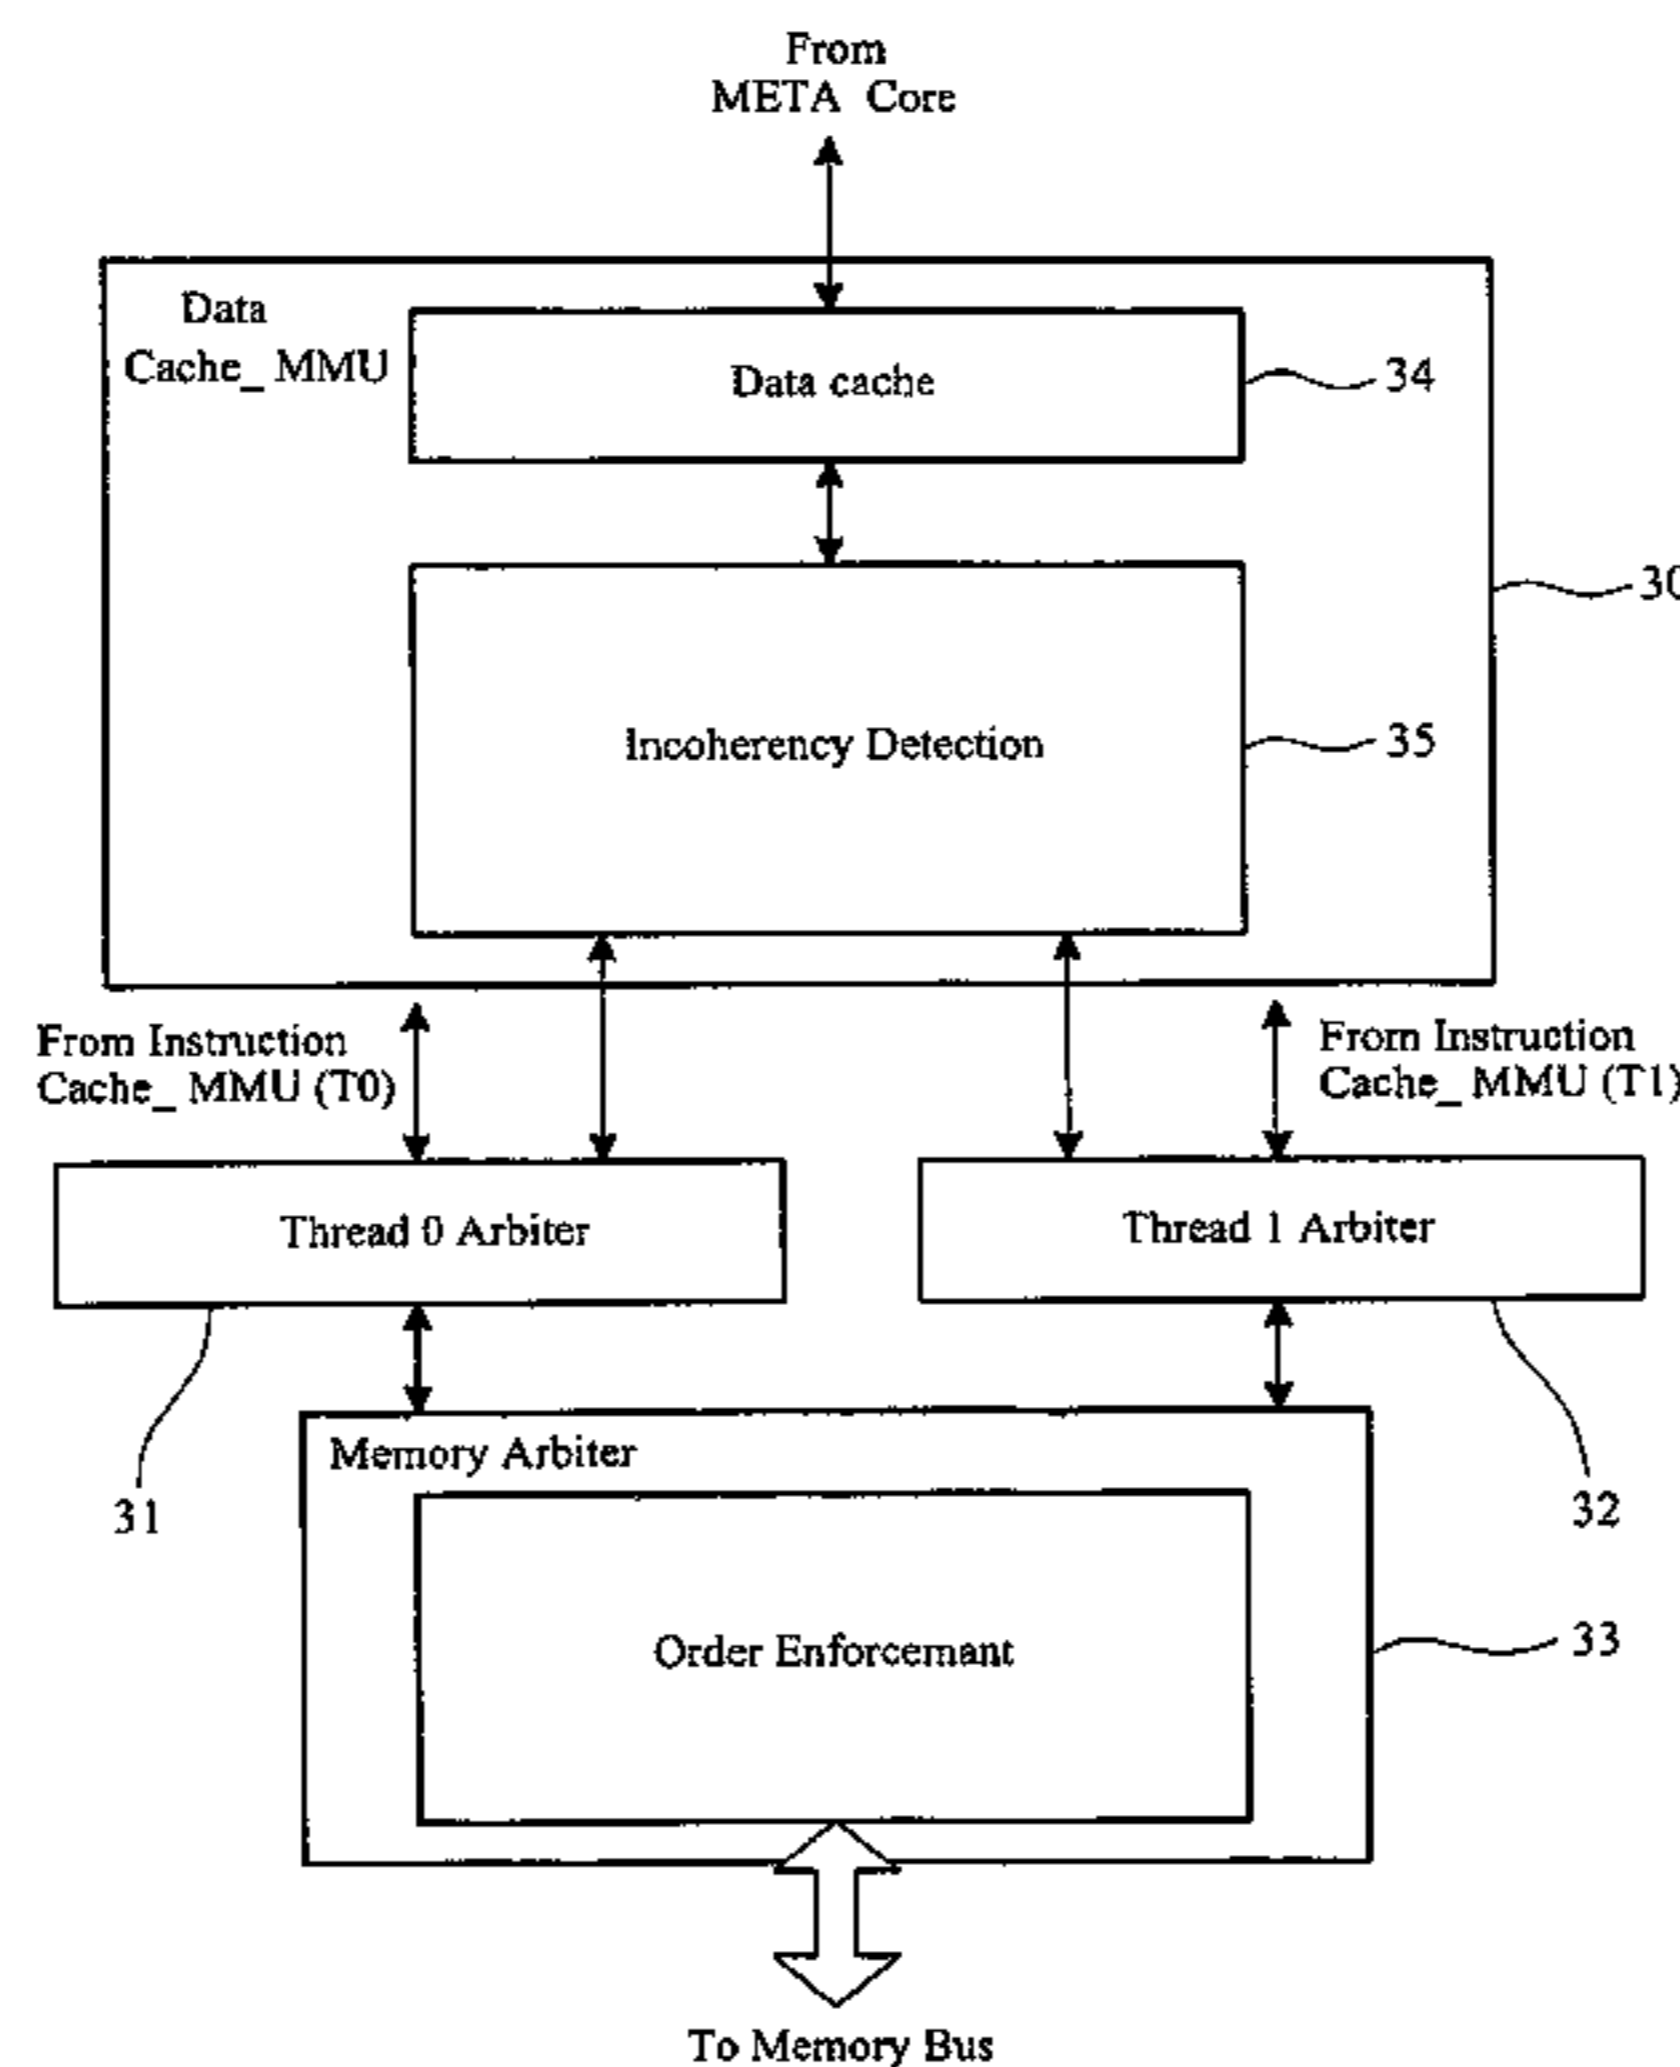 From
META Core
Data
Cache_ MMU
Data cache
34
30
Incoherency Detection
35
From Instruction
Cache_ MMU (T0)
From Instruction
Cache_ MMU (T1)
Thread 0 Arbiter
Thread 1 Arbiter
Memory Arbiter
31
32
Order Enforcemant
33
To Memory Bus